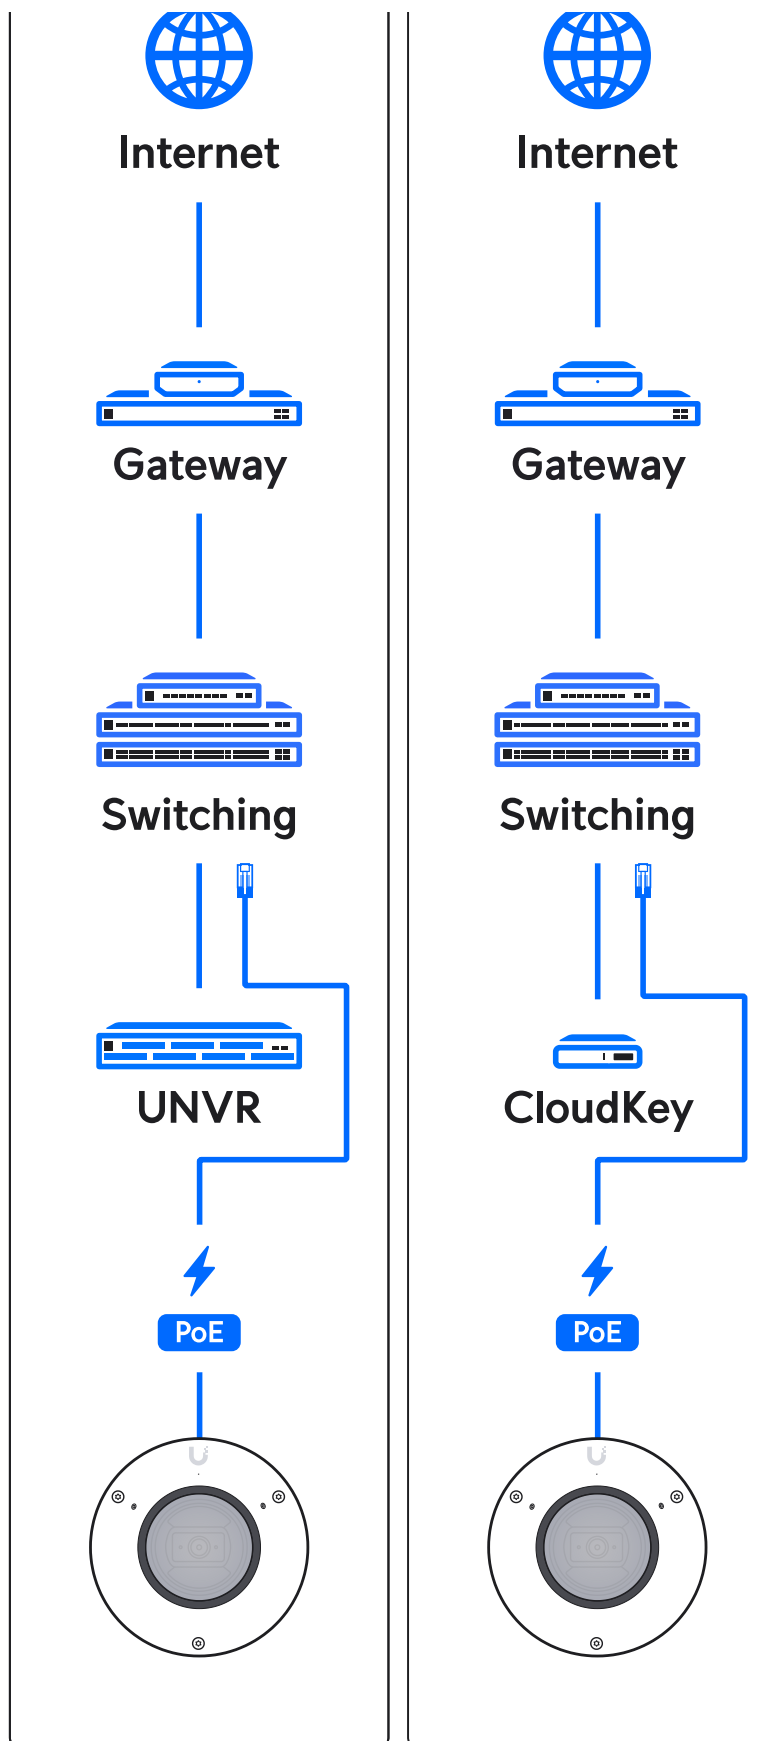 Internet
Gateway
Switching
UNVR
PoE
Internet
Gateway
Switching
CloudKey
PoE